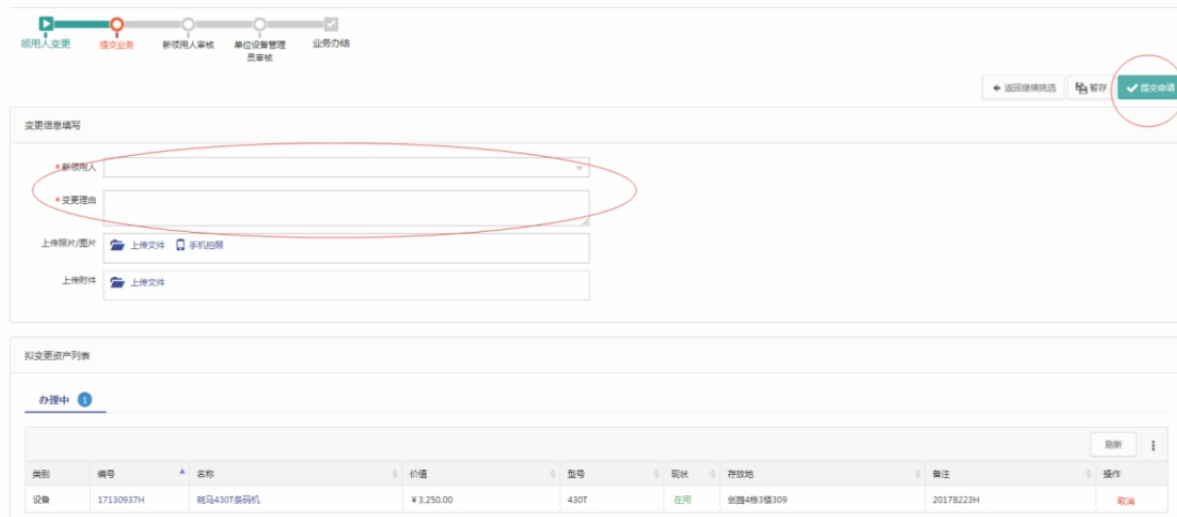 领用人变更 提交业务 新领用人审核 单位设备管理 业务办结
员审核
返回继续挑选 暂存 提交申请
变更信息填写
*新领用人
*变更理由
上传照片/图片 上传文件 手机拍照
上传附件 上传文件
拟变更资产列表
办理中 1
刷新
类别 编号 名称 价值 型号 现状 存放地 备注 操作
设备 17130937H 斑马430T条码机 ¥3,250.00 430T 在用 创园4栋3楼309 20178223H 取消